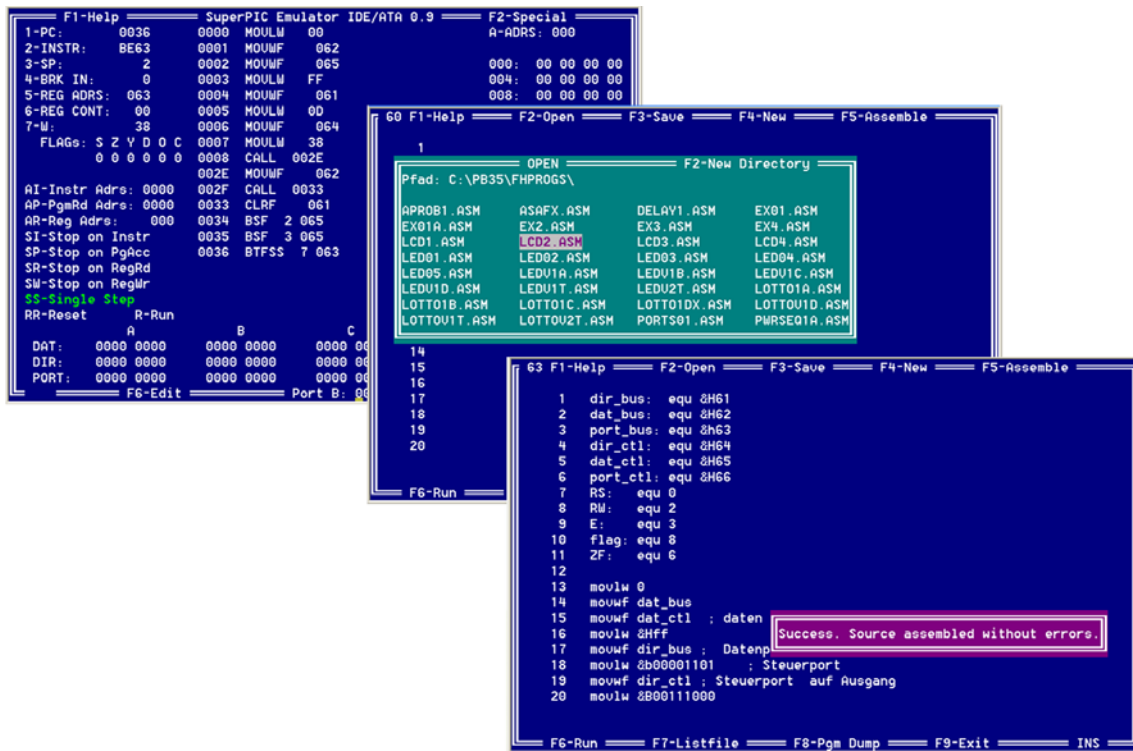 F1-Help SuperPIC Emulator IDE/ATA 0.9 F2-Special
1-PC: 0036 0000 MOVLW 00 A-ADRS: 000
2-INSTR: BE63 0001 MOVWF 062
3-SP: 2 0002 MOVWF 065 000: 00 00 00 00
4-BRK IN: 0 0003 MOVLW FF 004: 00 00 00 00
5-REG ADRS: 063 0004 MOVWF 061 008: 00 00 00 00
6-REG CONT: 00 0005 MOVLW 0D
7-W: 38 0006 MOVWF 064
FLAGs: S Z Y D O C 0007 MOVLW 38
0 0 0 0 0 0 0008 CALL 002E
002E MOVWF 062
AI-Instr Adrs: 0000 002F CALL 0033
AP-PgmRd Adrs: 0000 0033 CLRF 061
AR-Reg Adrs: 000 0034 BSF 2 065
SI-Stop on Instr 0035 BSF 3 065
SP-Stop on PgAcc 0036 BTFSS 7 063
SR-Stop on RegRd
SW-Stop on RegWr
SS-Single Step
RR-Reset R-Run
A B C
DAT: 0000 0000 0000 0000 0000 00
DIR: 0000 0000 0000 0000 0000 00
PORT: 0000 0000 0000 0000 0000 00
F6-Edit Port B: 00
60 F1-Help F2-Open F3-Save F4-New F5-Assemble
1
OPEN F2-New Directory
Pfad: C:\PB35\FHPROGS\
APROB1.ASM ASAFX.ASM DELAY1.ASM EX01.ASM
EX01A.ASM EX2.ASM EX3.ASM EX4.ASM
LCD1.ASM LCD2.ASM LCD3.ASM LCD4.ASM
LED01.ASM LED02.ASM LED03.ASM LED04.ASM
LED05.ASM LEDV1A.ASM LEDV1B.ASM LEDV1C.ASM
LEDV1D.ASM LEDV1T.ASM LEDV2T.ASM LOTTO1A.ASM
LOTTO1B.ASM LOTTO1C.ASM LOTTO1DX.ASM LOTTOV1D.ASM
LOTTOV1T.ASM LOTTOV2T.ASM PORTS01.ASM PWRSEQ1A.ASM
14
15
16
17
18
19
20
F6-Run
63 F1-Help F2-Open F3-Save F4-New F5-Assemble
1 dir_bus: equ &H61
2 dat_bus: equ &H62
3 port_bus: equ &h63
4 dir_ctl: equ &H64
5 dat_ctl: equ &H65
6 port_ctl: equ &H66
7 RS: equ 0
8 RW: equ 2
9 E: equ 3
10 flag: equ 8
11 ZF: equ 6
12
13 movlw 0
14 movwf dat_bus
15 movwf dat_ctl ; daten
16 movlw &Hff
Success. Source assembled without errors.
17 movwf dir_bus ; Datenp
18 movlw &b00001101 ; Steuerport
19 movwf dir_ctl ; Steuerport auf Ausgang
20 movlw &B00111000
F6-Run F7-Listfile F8-Pgm Dump F9-Exit INS